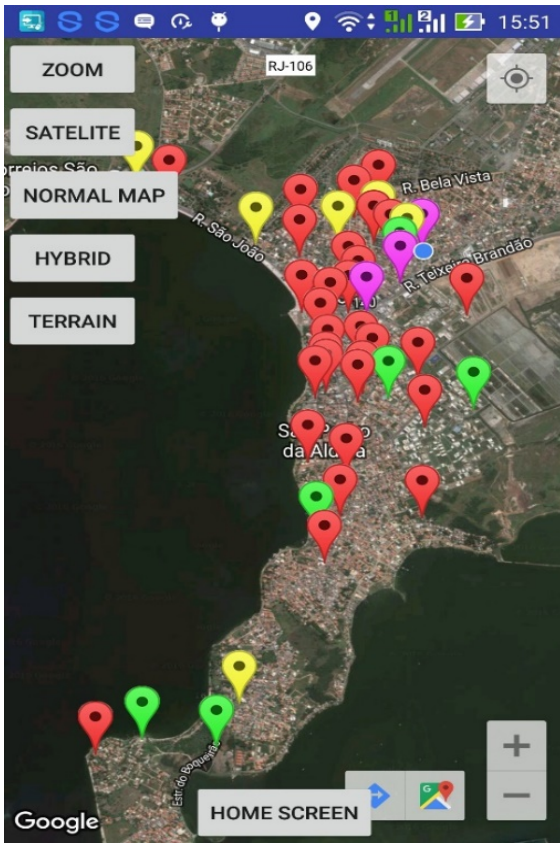 15:51
ZOOM
RJ-106
SATELITE
R. Bela Vista
NORMAL MAP
R. São João
HYBRID
R. Teixeira Brandão
TERRAIN
140
da Aldeia
Estr. do Boqueirão
HOME SCREEN
Google